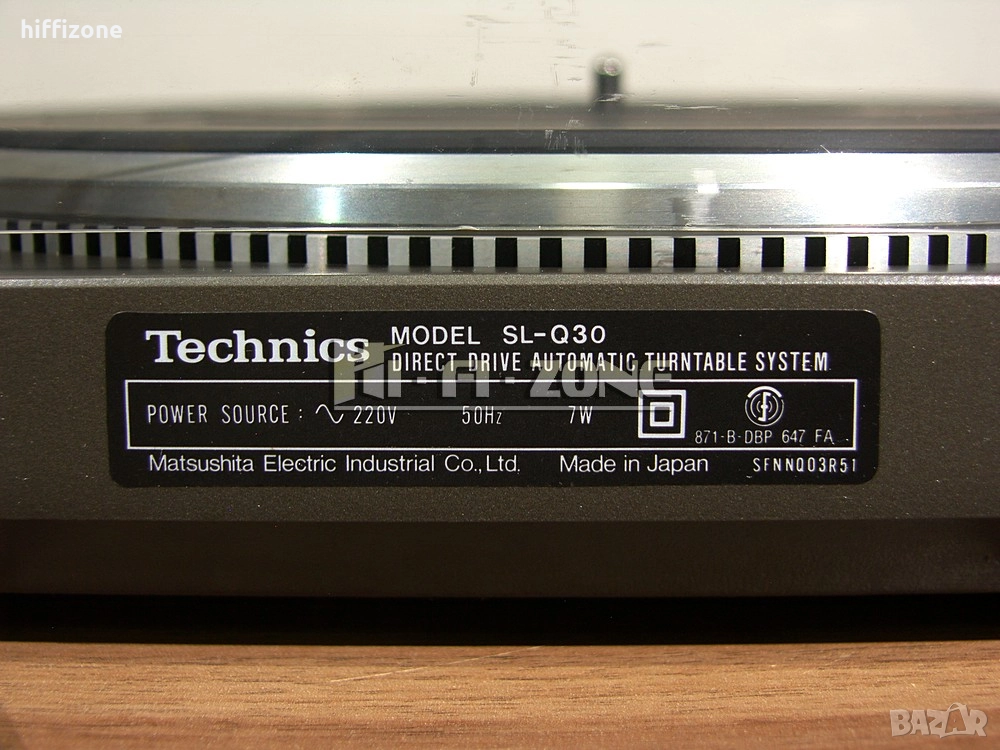 hiffizone
Technics MODEL SL-Q30
DIRECT DRIVE AUTOMATIC TURNTABLE SYSTEM
HI-FI-ZONE
POWER SOURCE : ∿ 220V 50Hz 7W
871-B-DBP 647 FA
Matsushita Electric Industrial Co., Ltd. Made in Japan SFNNQ03R51
BAZAR